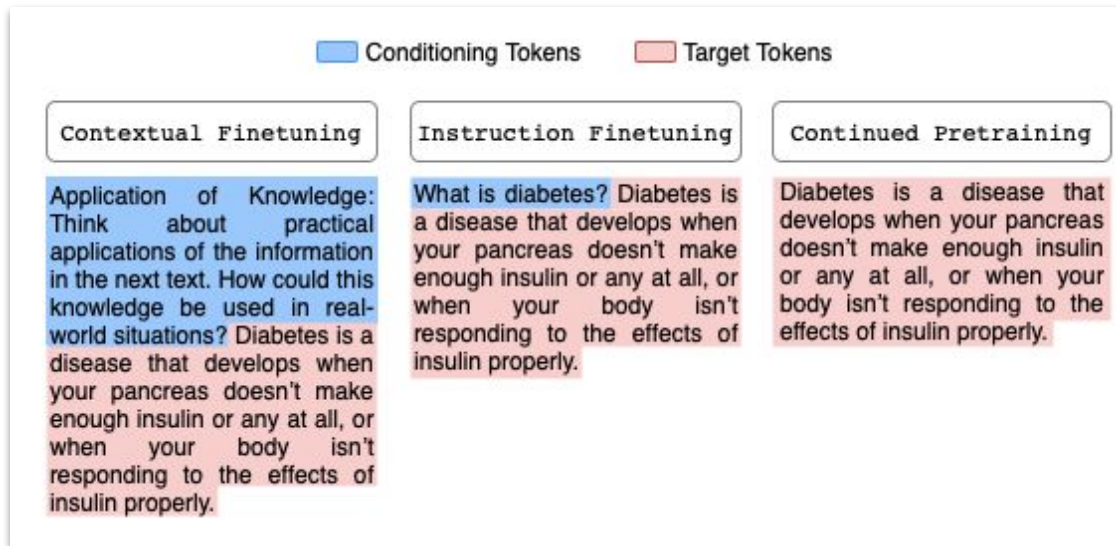 Conditioning Tokens
Target Tokens
Contextual Finetuning
Application of Knowledge:
Think about practical
applications of the information
in the next text. How could this
knowledge be used in real-
world situations? Diabetes is a
disease that develops when
your pancreas doesn't make
enough insulin or any at all, or
when your body isn't
responding to the effects of
insulin properly.
Instruction Finetuning
What is diabetes? Diabetes is
a disease that develops when
your pancreas doesn't make
enough insulin or any at all, or
when your body isn't
responding to the effects of
insulin properly.
Continued Pretraining
Diabetes is a disease that
develops when your pancreas
doesn't make enough insulin
or any at all, or when your
body isn't responding to the
effects of insulin properly.